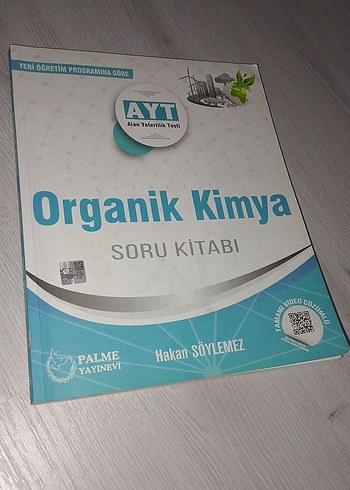 YENİ ÖĞRETİM PROGRAMINA GÖRE
AYT
Alan Yeterlilik Testi
Organik Kimya
SORU KİTABI
TAMAMI VİDEO ÇÖZÜMLÜ
PALME
YAYINEVİ
Hakan SÖYLEMEZ